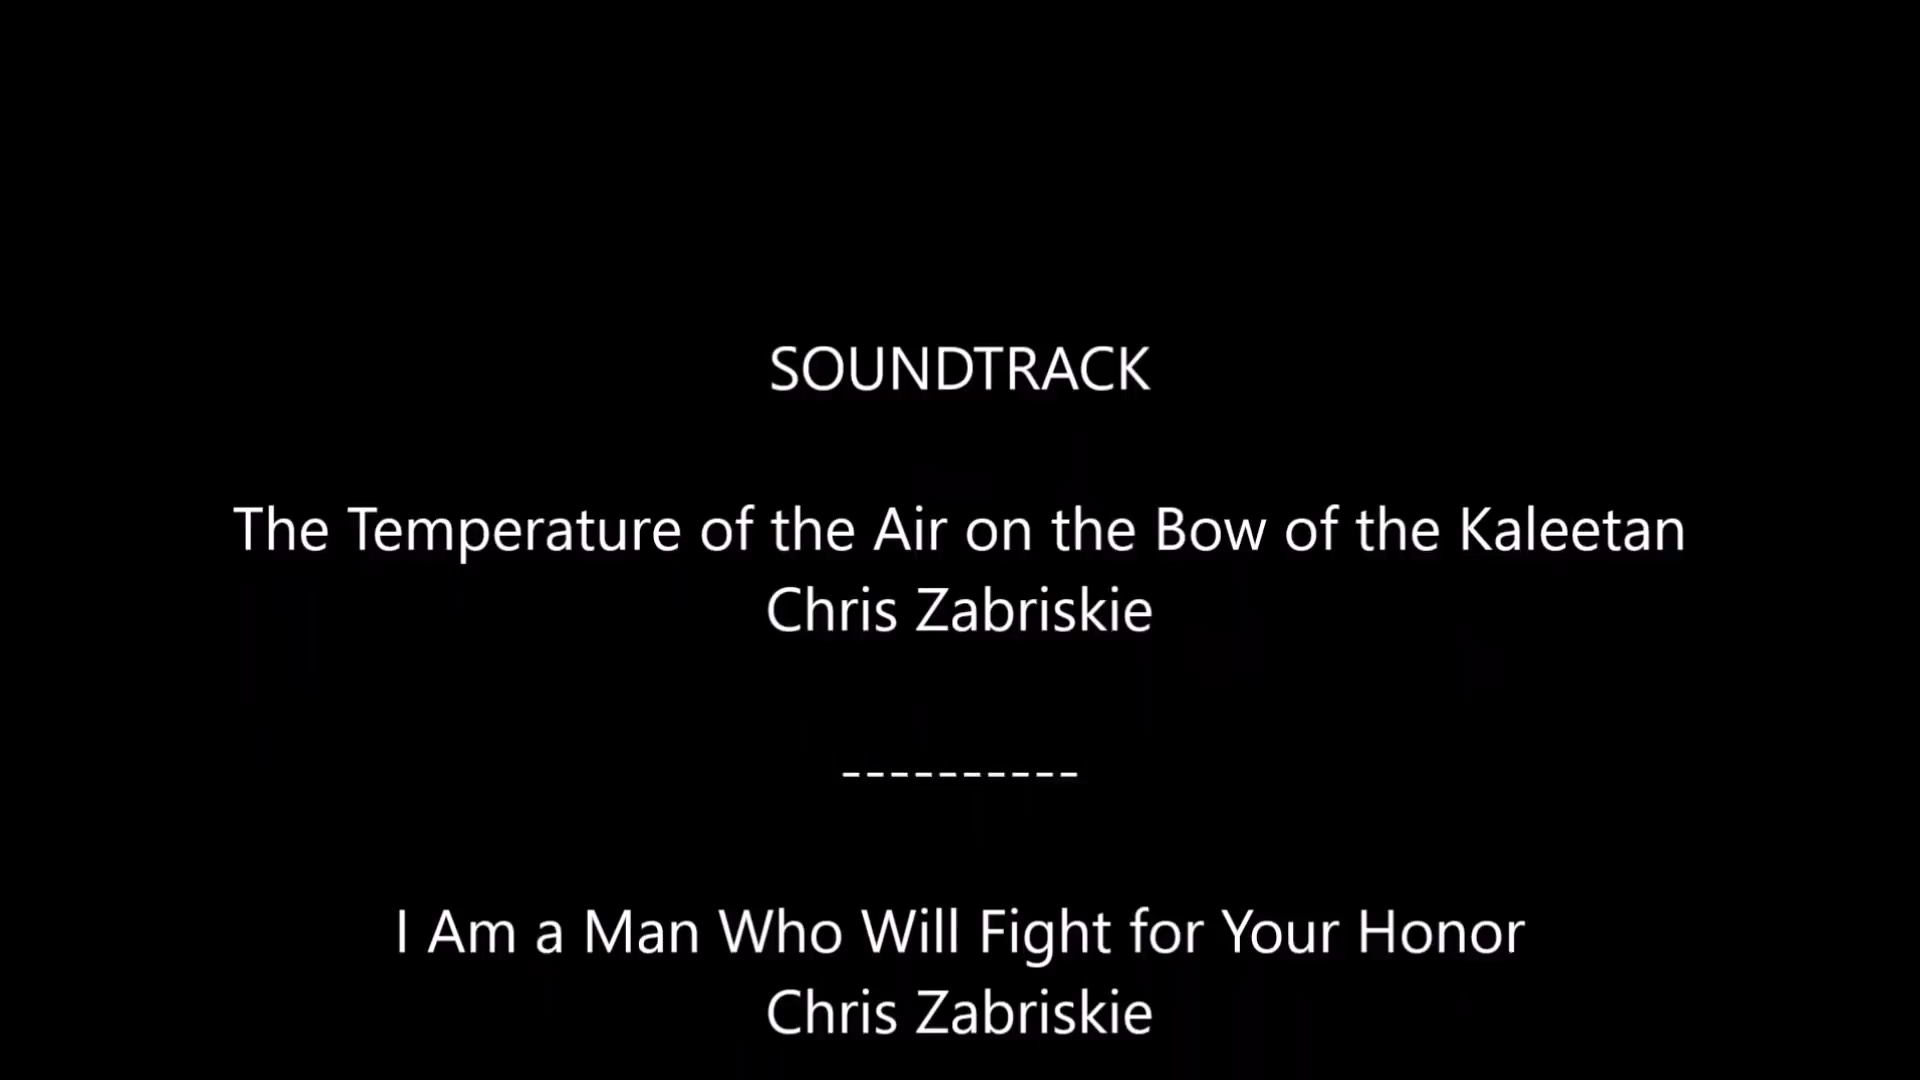 SOUNDTRACK
The Temperature of the Air on the Bow of the Kaleetan
Chris Zabriskie
----------
I Am a Man Who Will Fight for Your Honor
Chris Zabriskie